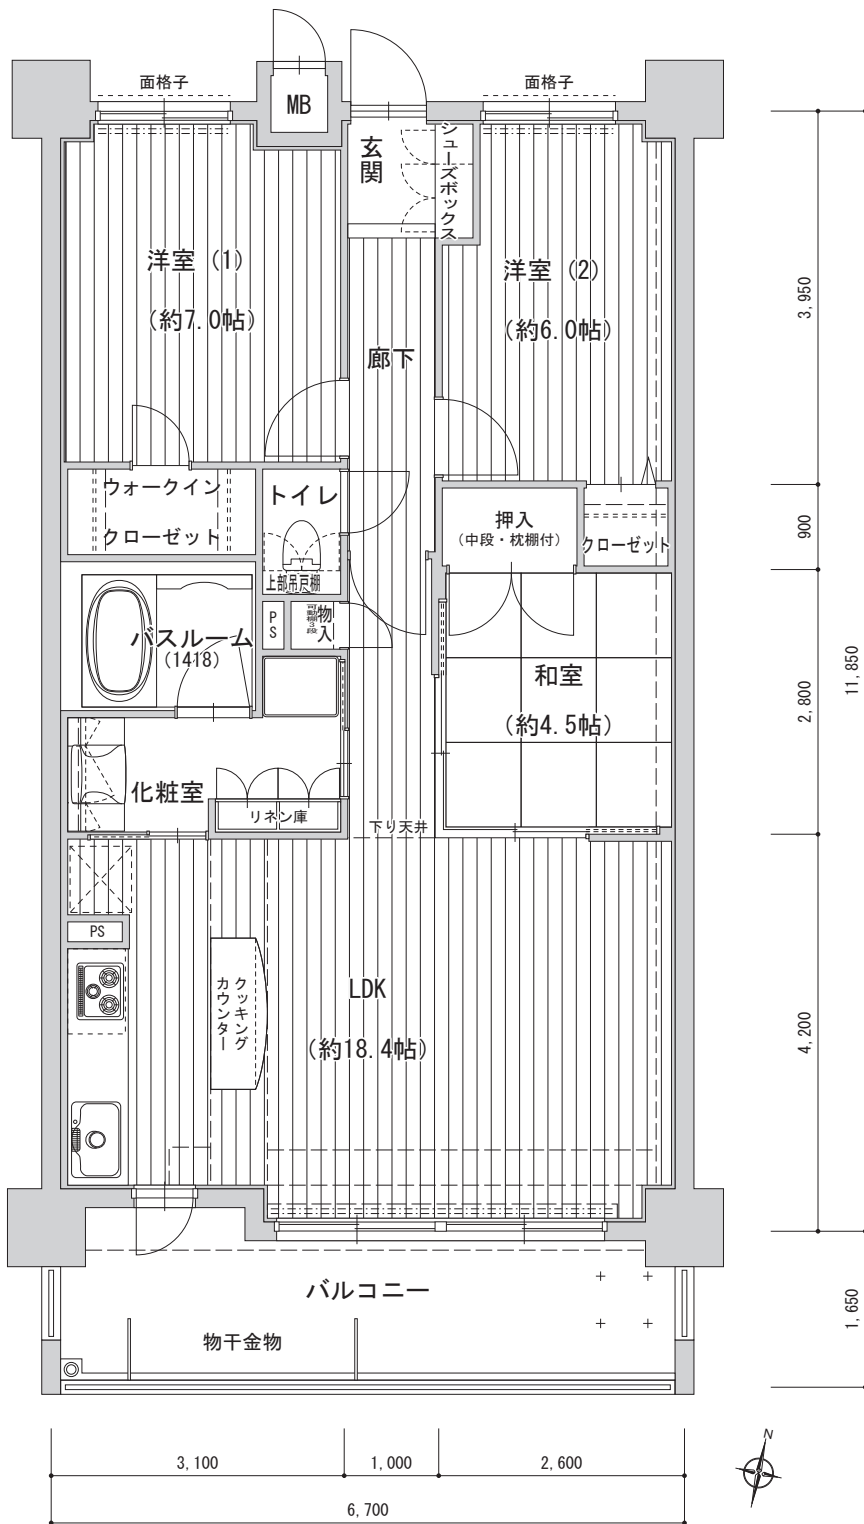 面格子
面格子
MB
玄関
シューズボックス
洋室 (1)
(約7.0帖)
洋室 (2)
(約6.0帖)
廊下
3,950
ウォークイン
クローゼット
トイレ
上部吊戸棚
押入
(中段・枕棚付)
クローゼット
900
PS
可動棚3段
物入
バスルーム
(1418)
和室
(約4.5帖)
2,800
11,850
化粧室
リネン庫
下り天井
PS
クッキング
カウンター
LDK
(約18.4帖)
4,200
バルコニー
物干金物
1,650
N
3,100
1,000
2,600
6,700